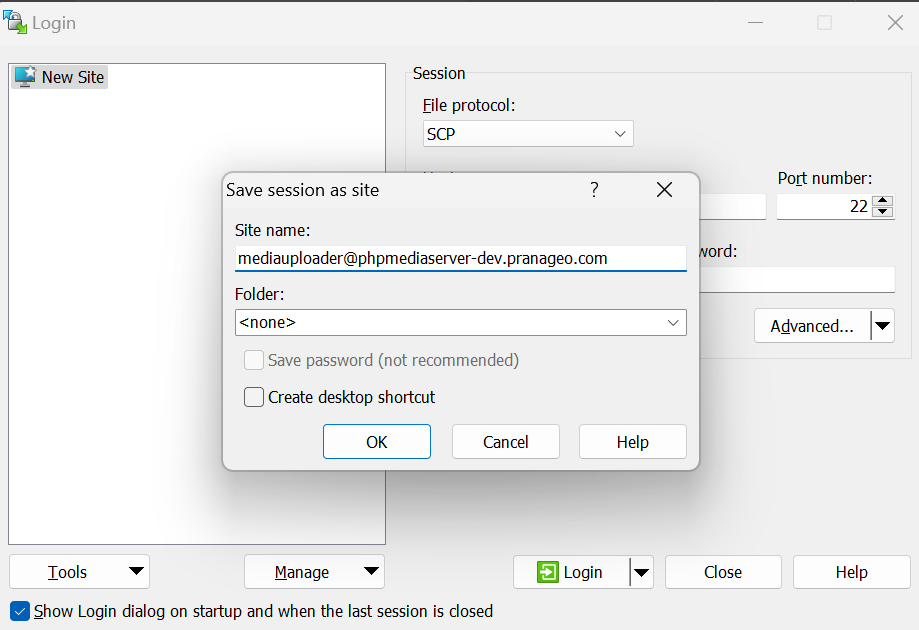 Login
New Site
Session
File protocol:
SCP
Port number:
22
word:
Advanced...
Save session as site
?
Site name:
mediauploader@phpmediaserver-dev.pranageo.com
Folder:
<none>
Save password (not recommended)
Create desktop shortcut
OK
Cancel
Help
Tools
Manage
Login
Close
Help
Show Login dialog on startup and when the last session is closed